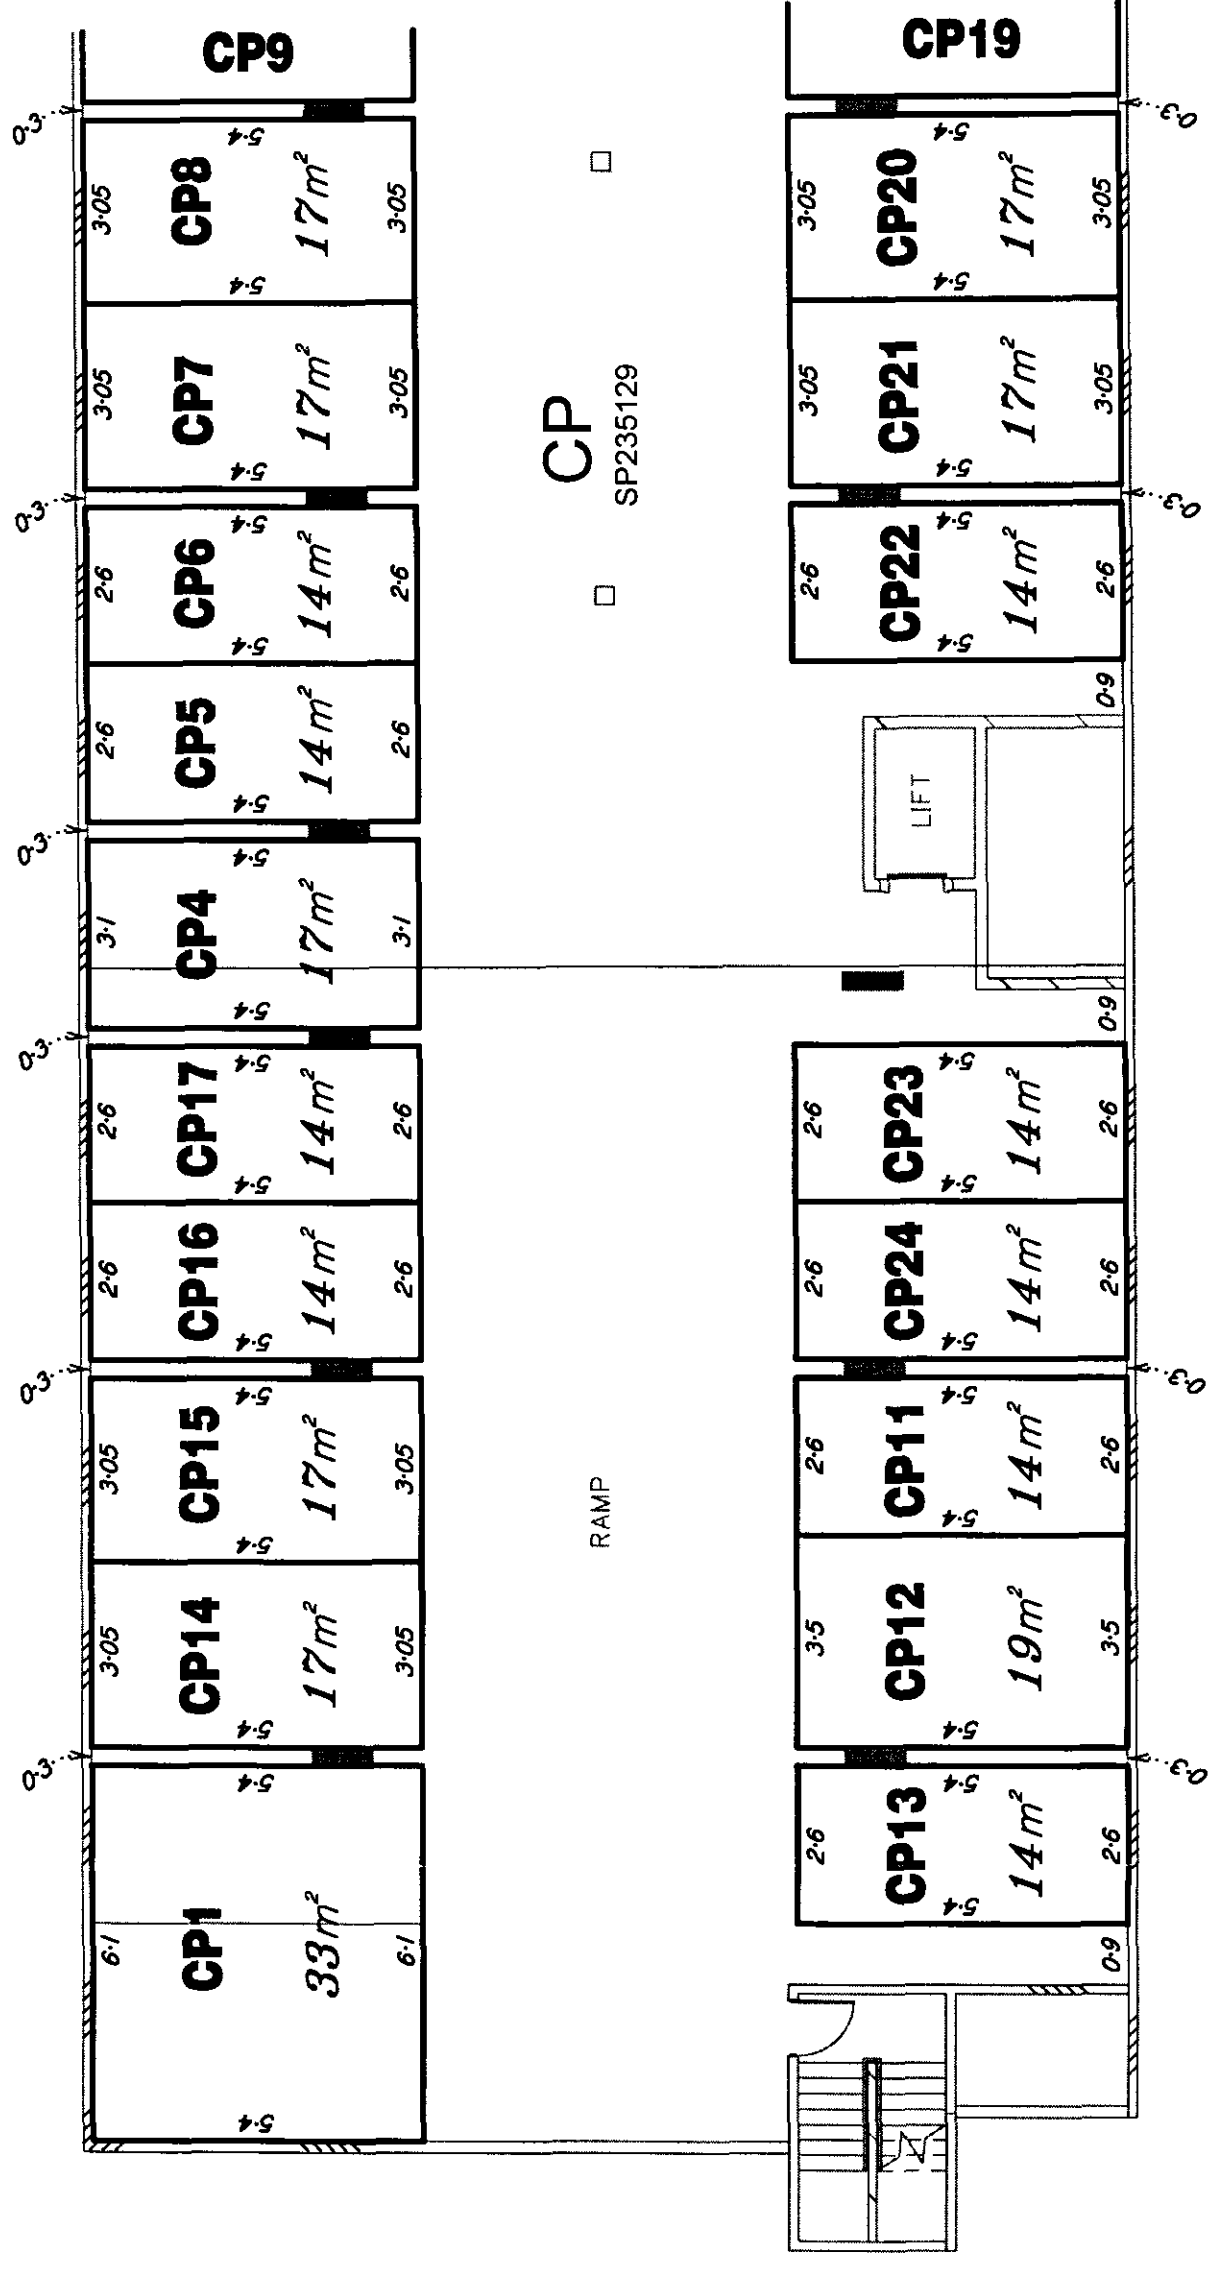 CP9
0·3
5·4
3·05
CP8
17m²
3·05
5·4
3·05
CP7
17m²
3·05
5·4
0·3
5·4
2·6
CP6
14m²
2·6
5·4
2·6
CP5
14m²
2·6
5·4
0·3
5·4
3·1
CP4
17m²
3·1
5·4
0·3
5·4
2·6
CP17
14m²
2·6
5·4
2·6
CP16
14m²
2·6
5·4
0·3
5·4
3·05
CP15
17m²
3·05
5·4
3·05
CP14
17m²
3·05
5·4
0·3
5·4
6·1
CP1
33m²
6·1
5·4
CP
SP235129
RAMP
CP19
0·3
5·4
3·05
CP20
17m²
3·05
5·4
3·05
CP21
17m²
3·05
5·4
0·3
5·4
2·6
CP22
14m²
2·6
5·4
0·9
LIFT
0·9
5·4
2·6
CP23
14m²
2·6
5·4
2·6
CP24
14m²
2·6
5·4
0·3
5·4
2·6
CP11
14m²
2·6
5·4
3·5
CP12
19m²
3·5
5·4
0·3
5·4
2·6
CP13
14m²
2·6
5·4
0·9